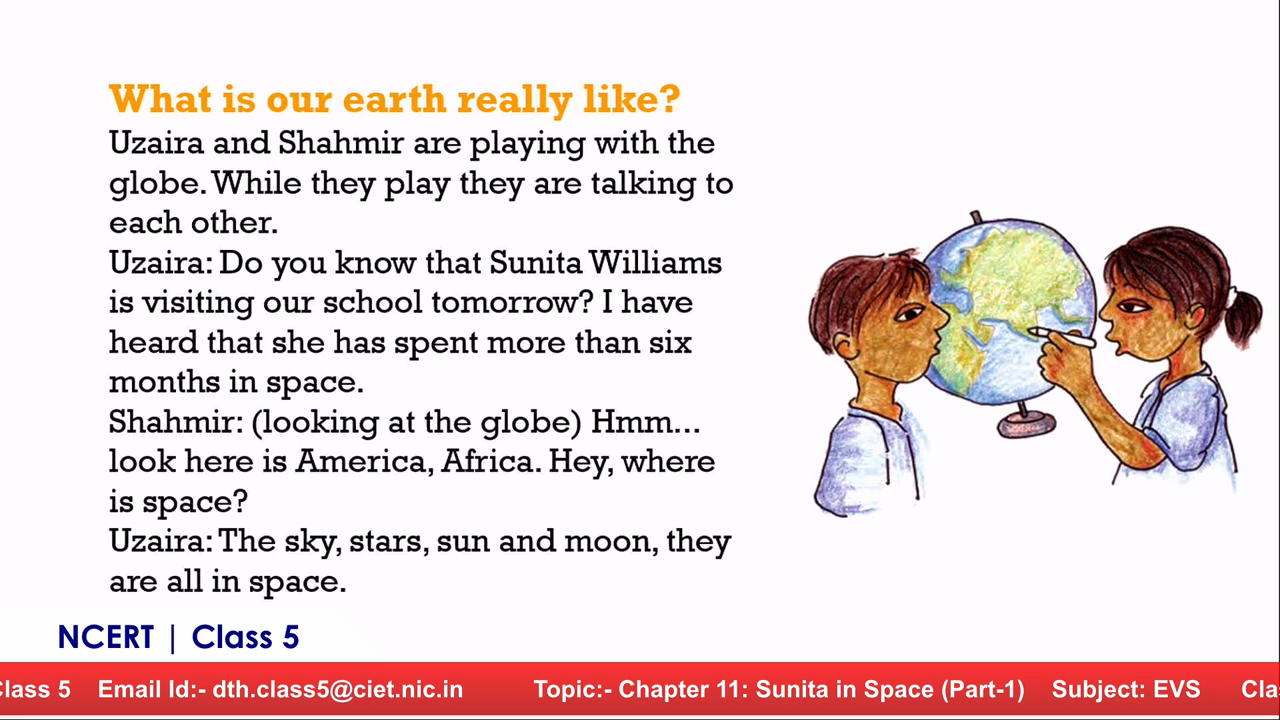 What is our earth really like?
Uzaira and Shahmir are playing with the
globe. While they play they are talking to
each other.
Uzaira: Do you know that Sunita Williams
is visiting our school tomorrow? I have
heard that she has spent more than six
months in space.
Shahmir: (looking at the globe) Hmm...
look here is America, Africa. Hey, where
is space?
Uzaira: The sky, stars, sun and moon, they
are all in space.
NCERT | Class 5
Class 5 Email Id:- dth.class5@ciet.nic.in Topic:- Chapter 11: Sunita in Space (Part-1) Subject: EVS Cla